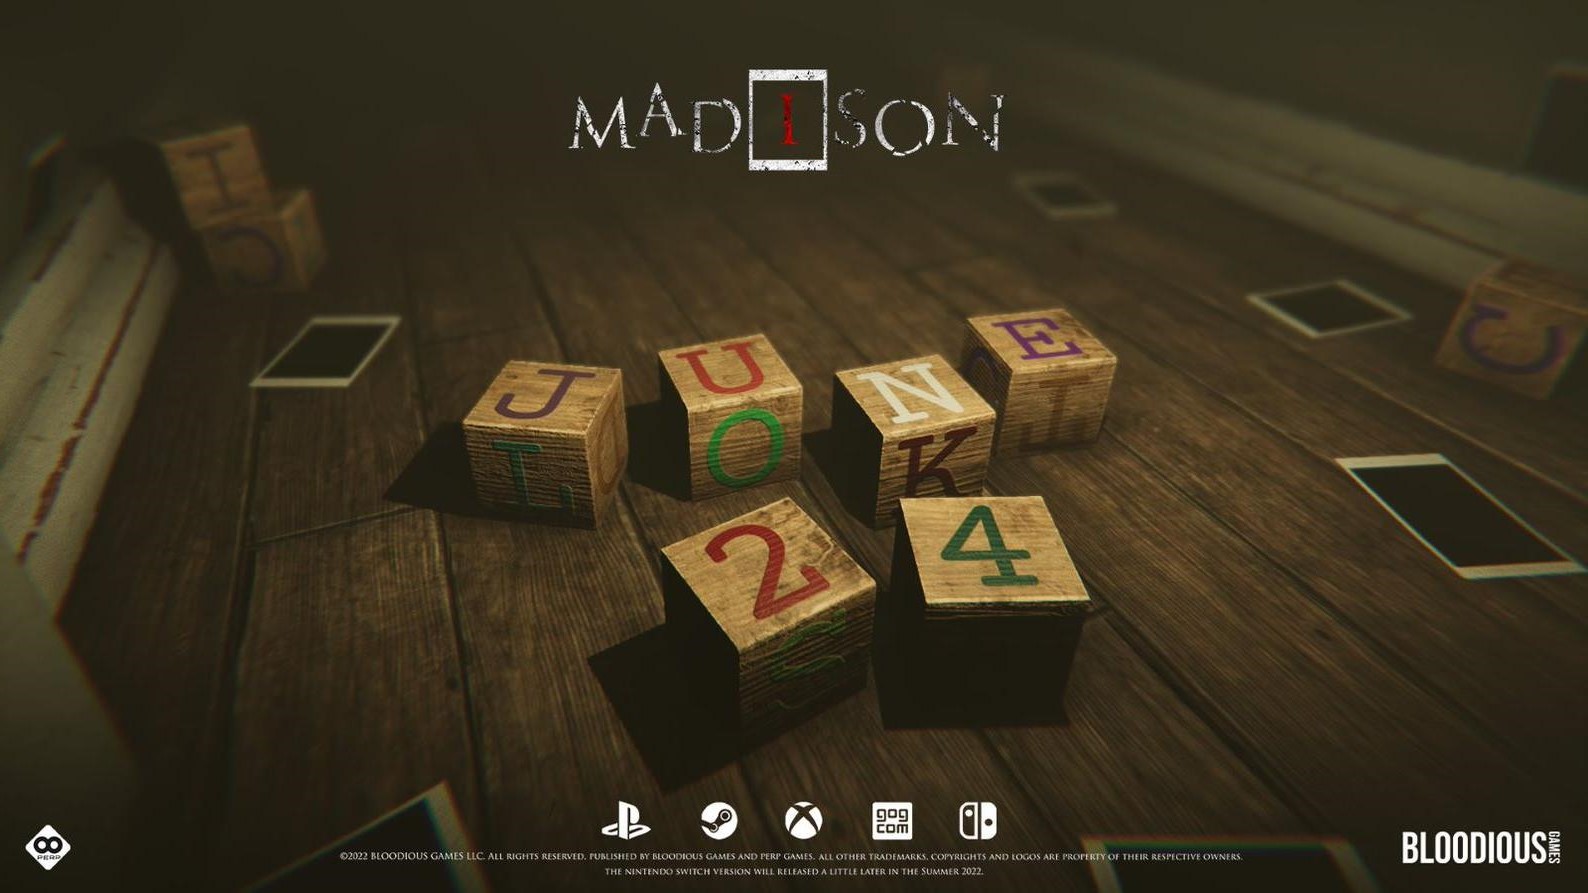 MADISON
I
C
J U N E
L
O
K
2 4
gog
com
PERP
BLOODIOUS GAMES
©2022 BLOODIOUS GAMES LLC. ALL RIGHTS RESERVED. PUBLISHED BY BLOODIOUS GAMES AND PERP GAMES. ALL OTHER TRADEMARKS, COPYRIGHTS AND LOGOS ARE PROPERTY OF THEIR RESPECTIVE OWNERS.
THE NINTENDO SWITCH VERSION WILL RELEASED A LITTLE LATER IN THE SUMMER 2022.